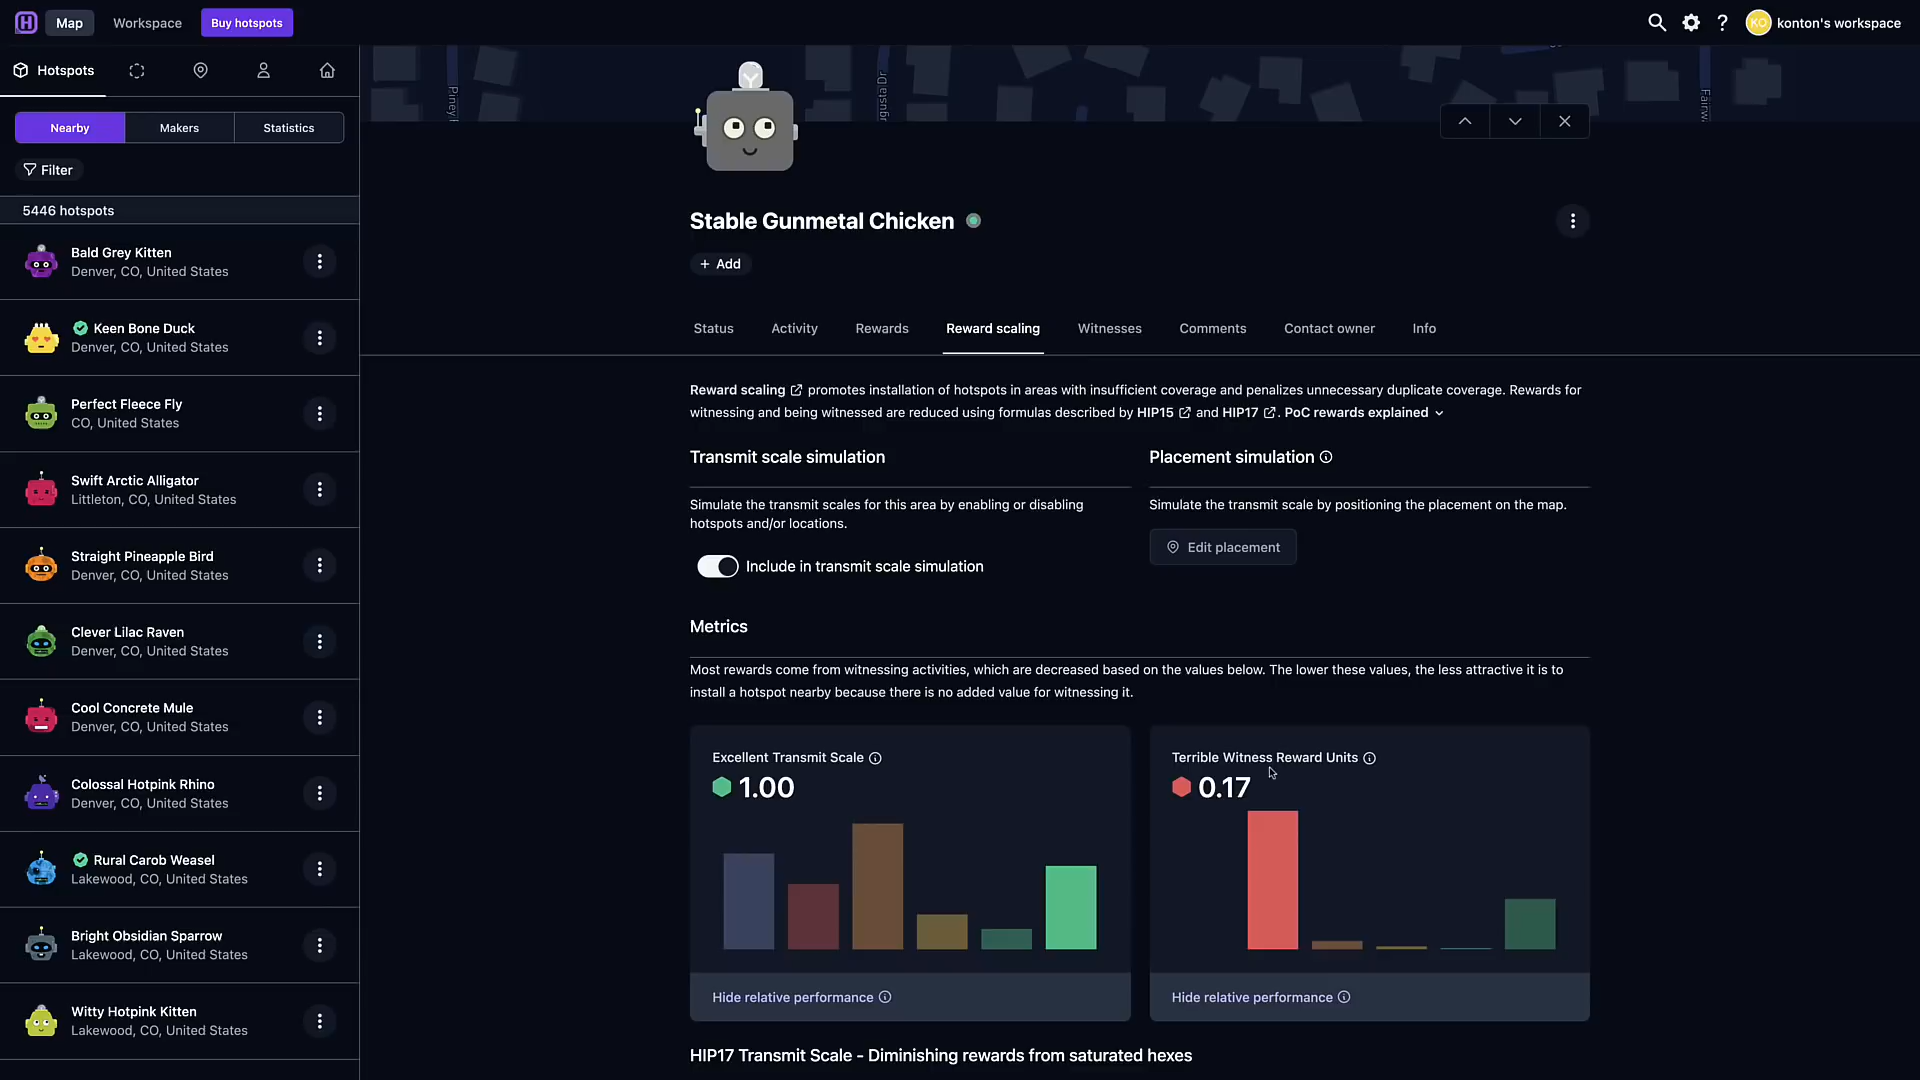 Map
Workspace
Buy hotspots
KO
konton's workspace
Hotspots
Nearby
Makers
Statistics
Filter
5446 hotspots
Bald Grey Kitten
Denver, CO, United States
Keen Bone Duck
Denver, CO, United States
Perfect Fleece Fly
CO, United States
Swift Arctic Alligator
Littleton, CO, United States
Straight Pineapple Bird
Denver, CO, United States
Clever Lilac Raven
Denver, CO, United States
Cool Concrete Mule
Denver, CO, United States
Colossal Hotpink Rhino
Denver, CO, United States
Rural Carob Weasel
Lakewood, CO, United States
Bright Obsidian Sparrow
Lakewood, CO, United States
Witty Hotpink Kitten
Lakewood, CO, United States
Stable Gunmetal Chicken
+ Add
Status
Activity
Rewards
Reward scaling
Witnesses
Comments
Contact owner
Info
Reward scaling promotes installation of hotspots in areas with insufficient coverage and penalizes unnecessary duplicate coverage. Rewards for
witnessing and being witnessed are reduced using formulas described by HIP15 and HIP17. PoC rewards explained
Transmit scale simulation
Simulate the transmit scales for this area by enabling or disabling
hotspots and/or locations.
Include in transmit scale simulation
Placement simulation
Simulate the transmit scale by positioning the placement on the map.
Edit placement
Metrics
Most rewards come from witnessing activities, which are decreased based on the values below. The lower these values, the less attractive it is to
install a hotspot nearby because there is no added value for witnessing it.
Excellent Transmit Scale
1.00
Hide relative performance
Terrible Witness Reward Units
0.17
Hide relative performance
HIP17 Transmit Scale - Diminishing rewards from saturated hexes